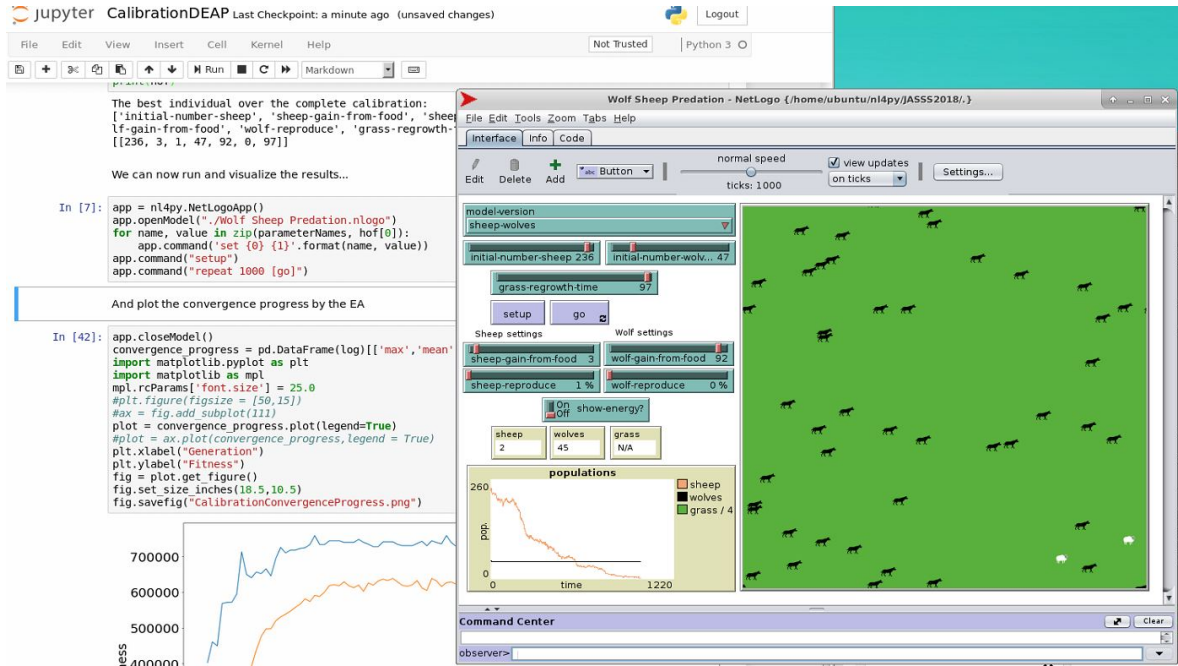 jupyter CalibrationDEAP Last Checkpoint: a minute ago (unsaved changes)
Logout
File Edit View Insert Cell Kernel Help
Not Trusted Python 3
Run Markdown
print(hof)
The best individual over the complete calibration:
['initial-number-sheep', 'sheep-gain-from-food', 'sheep
lf-gain-from-food', 'wolf-reproduce', 'grass-regrowth-
[[236, 3, 1, 47, 92, 0, 97]]
We can now run and visualize the results...
In [7]: app = nl4py.NetLogoApp()
app.openModel("./Wolf Sheep Predation.nlogo")
for name, value in zip(parameterNames, hof[0]):
app.command('set {0} {1}'.format(name, value))
app.command("setup")
app.command("repeat 1000 [go]")
And plot the convergence progress by the EA
In [42]: app.closeModel()
convergence_progress = pd.DataFrame(log)[['max','mean'
import matplotlib.pyplot as plt
import matplotlib as mpl
mpl.rcParams['font.size'] = 25.0
#plt.figure(figsize = [50,15])
#ax = fig.add_subplot(111)
plot = convergence_progress.plot(legend=True)
#plot = ax.plot(convergence_progress,legend = True)
plt.xlabel("Generation")
plt.ylabel("Fitness")
fig = plot.get_figure()
fig.set_size_inches(18.5,10.5)
fig.savefig("CalibrationConvergenceProgress.png")
700000
600000
500000
400000
ness
Wolf Sheep Predation - NetLogo {/home/ubuntu/nl4py/JASSS2018/.}
File Edit Tools Zoom Tabs Help
Interface Info Code
Edit Delete Add
abc Button
normal speed
ticks: 1000
view updates
on ticks
Settings...
model-version
sheep-wolves
initial-number-sheep 236
initial-number-wolv... 47
grass-regrowth-time 97
setup go
Sheep settings Wolf settings
sheep-gain-from-food 3
wolf-gain-from-food 92
sheep-reproduce 1 %
wolf-reproduce 0 %
On
Off show-energy?
sheep wolves grass
2 45 N/A
populations
260
pop.
0
0 time 1220
sheep
wolves
grass / 4
Command Center
Clear
observer>